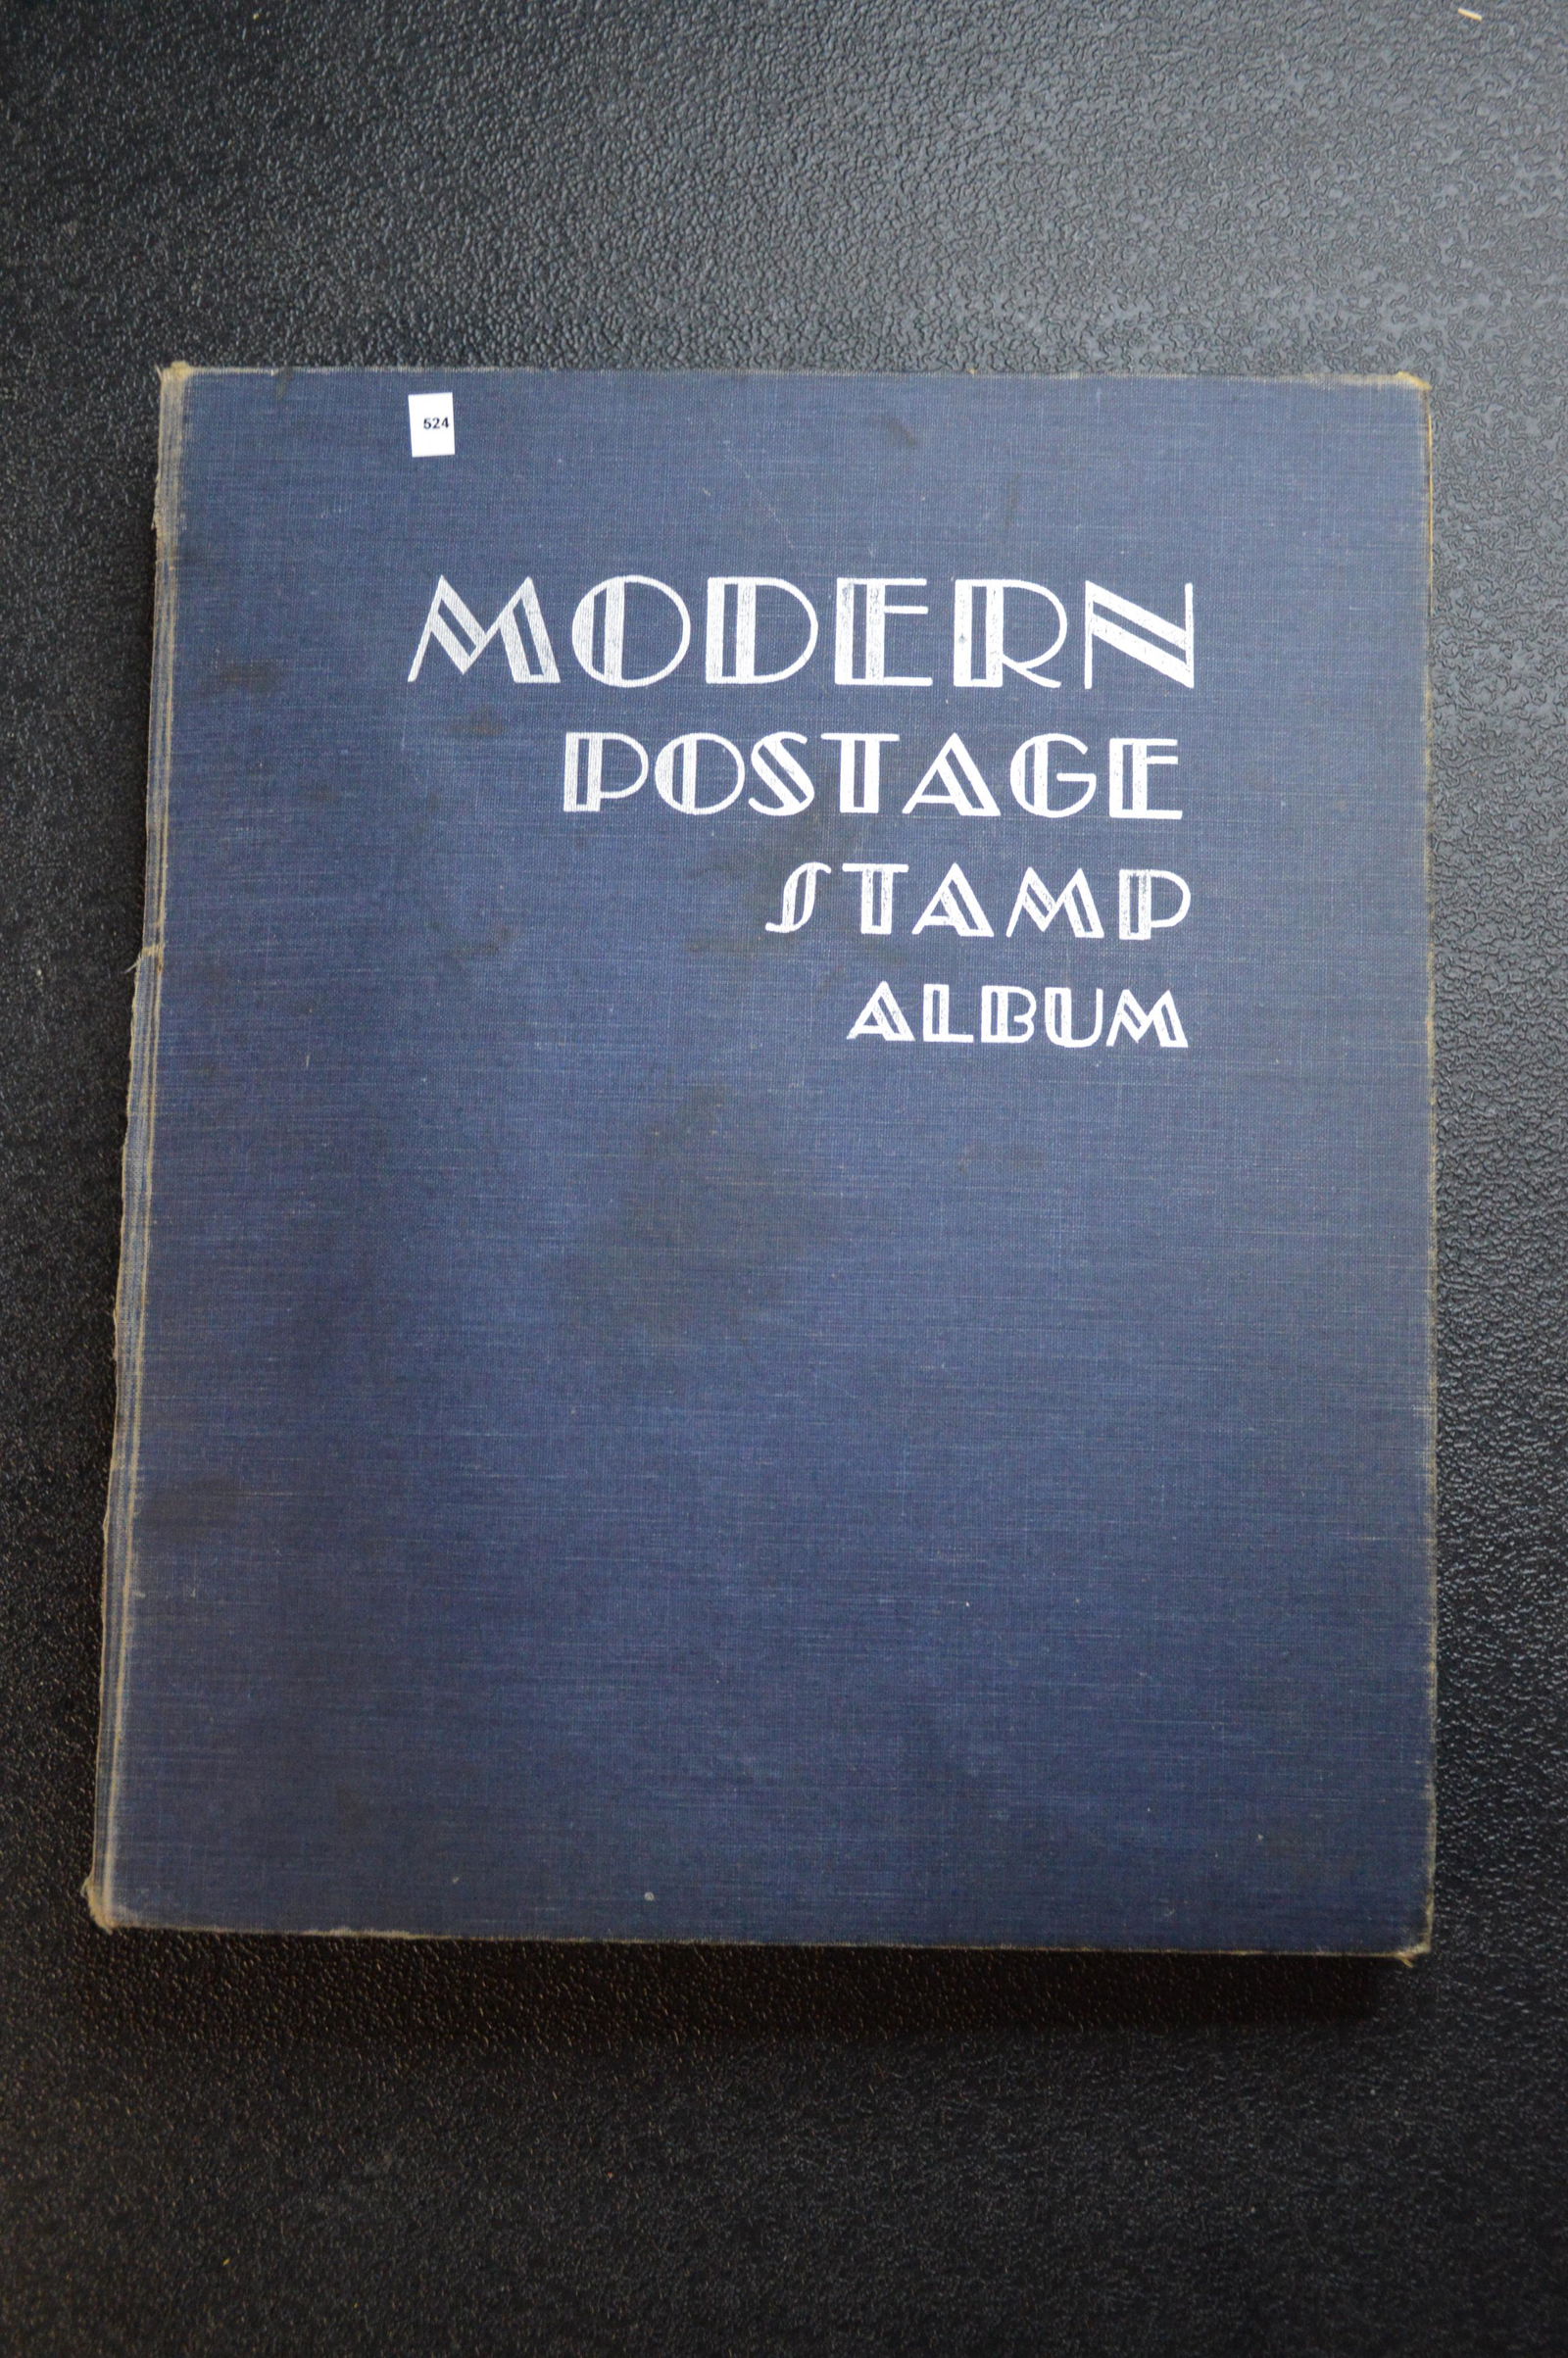 524
MODERN
POSTAGE
STAMP
ALBUM